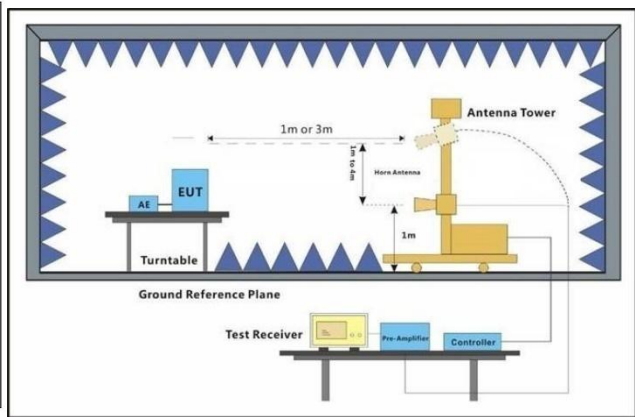 1m or 3m
Antenna Tower
1m to 4m
Horn Antenna
EUT
AE
1m
Turntable
Ground Reference Plane
Test Receiver
Pre-Amplifier
Controller